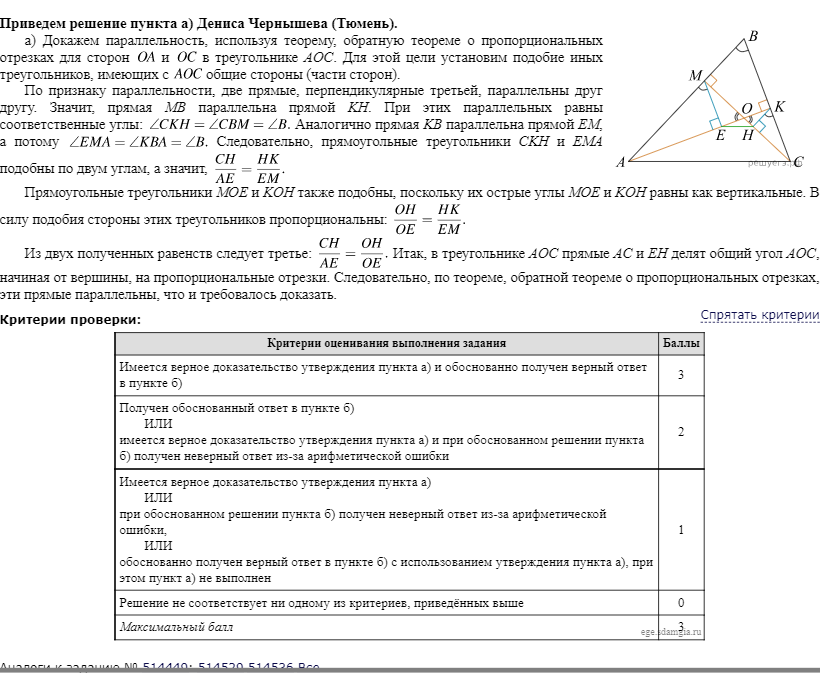 Приведем решение пункта а) Дениса Чернышева (Тюмень).
а) Докажем параллельность, используя теорему, обратную теореме о пропорциональных
отрезках для сторон OA и OC в треугольнике AOC. Для этой цели установим подобие иных
треугольников, имеющих с AOC общие стороны (части сторон).
По признаку параллельности, две прямые, перпендикулярные третьей, параллельны друг
другу. Значит, прямая MB параллельна прямой KH. При этих параллельных равны
соответственные углы: ∠CKH = ∠CBM = ∠B. Аналогично прямая KB параллельна прямой EM,
а потому ∠EMA = ∠KBA = ∠B. Следовательно, прямоугольные треугольники CKH и EMA
подобны по двум углам, а значит, CH/AE = HK/EM.
Прямоугольные треугольники MOE и KOH также подобны, поскольку их острые углы MOE и KOH равны как вертикальные. В
силу подобия стороны этих треугольников пропорциональны: OH/OE = HK/EM.
Из двух полученных равенств следует третье: CH/AE = OH/OE. Итак, в треугольнике AOC прямые AC и EH делят общий угол AOC,
начиная от вершины, на пропорциональные отрезки. Следовательно, по теореме, обратной теореме о пропорциональных отрезках,
эти прямые параллельны, что и требовалось доказать.
B
M
O
K
E
H
A
C
решуегэ.рф
Критерии проверки:
Спрятать критерии
Критерии оценивания выполнения задания Баллы
Имеется верное доказательство утверждения пункта а) и обоснованно получен верный ответ
в пункте б)
3
Получен обоснованный ответ в пункте б)
ИЛИ
имеется верное доказательство утверждения пункта а) и при обоснованном решении пункта
б) получен неверный ответ из-за арифметической ошибки
2
Имеется верное доказательство утверждения пункта а)
ИЛИ
при обоснованном решении пункта б) получен неверный ответ из-за арифметической
ошибки,
ИЛИ
обоснованно получен верный ответ в пункте б) с использованием утверждения пункта а), при
этом пункт а) не выполнен
1
Решение не соответствует ни одному из критериев, приведённых выше 0
Максимальный балл 3
ege.sdamgia.ru
Аналоги к заданию № 514449: 514529 514536 Все